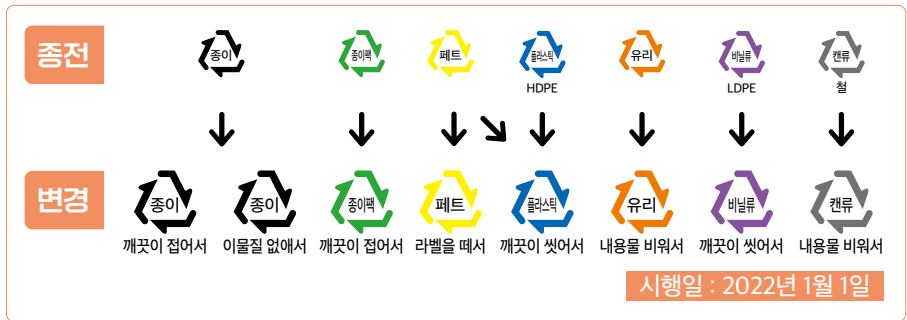 종전
종이
종이팩
페트
플라스틱
HDPE
유리
비닐류
LDPE
캔류
철
변경
종이
깨끗이 접어서
종이
이물질 없애서
종이팩
깨끗이 접어서
페트
라벨을 떼서
플라스틱
깨끗이 씻어서
유리
내용물 비워서
비닐류
깨끗이 씻어서
캔류
내용물 비워서
시행일 : 2022년 1월 1일